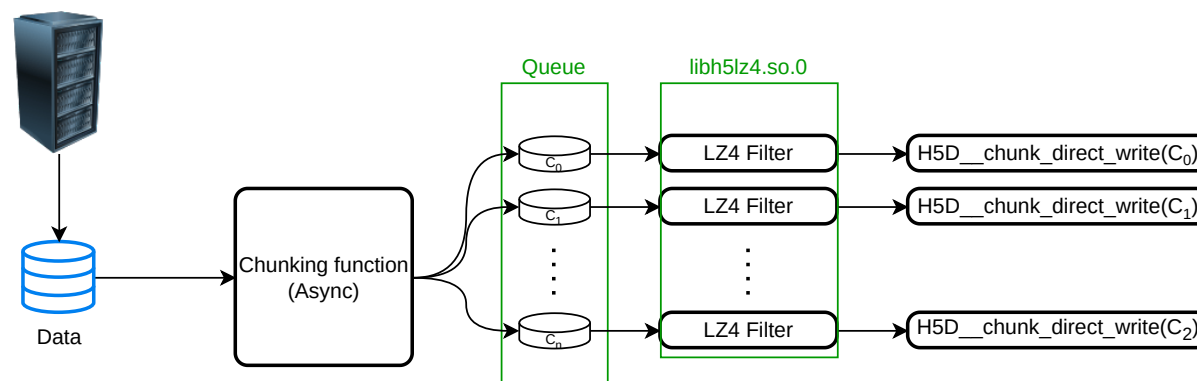 Queue
libh5lz4.so.0
C0
LZ4 Filter
H5D__chunk_direct_write(C0)
C1
LZ4 Filter
H5D__chunk_direct_write(C1)
Chunking function
(Async)
Data
Cn
LZ4 Filter
H5D__chunk_direct_write(C2)